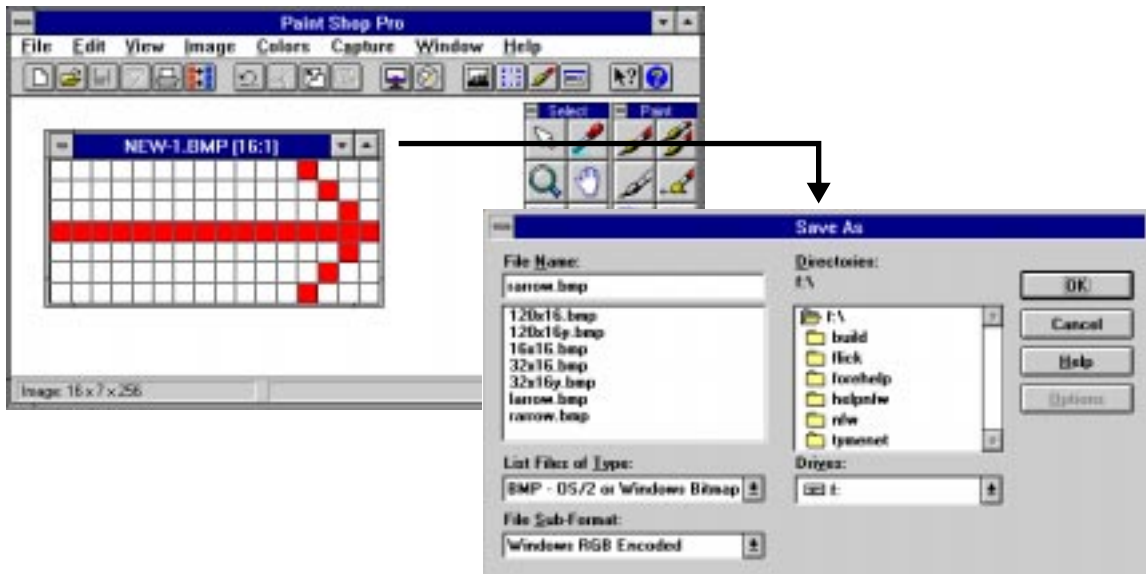 Paint Shop Pro
File Edit View Image Colors Capture Window Help
Select Paint
NEW-1.BMP (16:1)
Image: 16 x 7 x 256
Save As
File Name:
rarrow.bmp
120x16.bmp
120x16y.bmp
16x16.bmp
32x16.bmp
32x16y.bmp
larrow.bmp
rarrow.bmp
List Files of Type:
BMP - OS/2 or Windows Bitmap
File Sub-Format:
Windows RGB Encoded
Directories:
f:\
f:\
build
flick
forehelp
helpnfw
nfw
tymenet
Drives:
f:
OK
Cancel
Help
Options